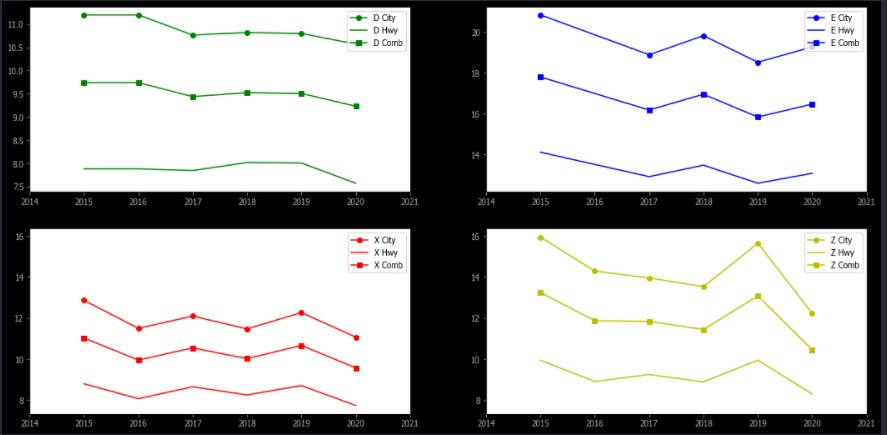 11.0
10.5
10.0
9.5
9.0
8.5
8.0
7.5
2014 2015 2016 2017 2018 2019 2020 2021
D City
D Hwy
D Comb
20
18
16
14
2014 2015 2016 2017 2018 2019 2020 2021
E City
E Hwy
E Comb
16
14
12
10
8
2014 2015 2016 2017 2018 2019 2020 2021
X City
X Hwy
X Comb
16
14
12
10
8
2014 2015 2016 2017 2018 2019 2020 2021
Z City
Z Hwy
Z Comb